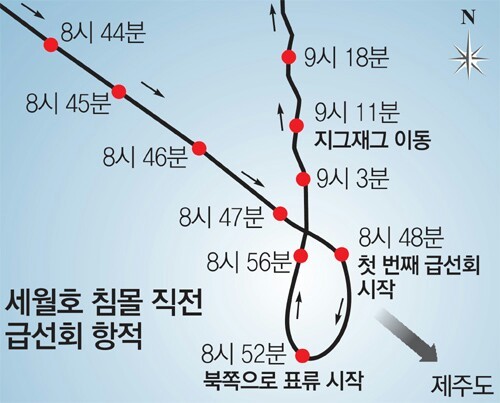 8시 44분
N
9시 18분
8시 45분
9시 11분
지그재그 이동
8시 46분
9시 3분
8시 47분
8시 48분
첫 번째 급선회
시작
8시 56분
세월호 침몰 직전
급선회 항적
8시 52분
북쪽으로 표류 시작
제주도